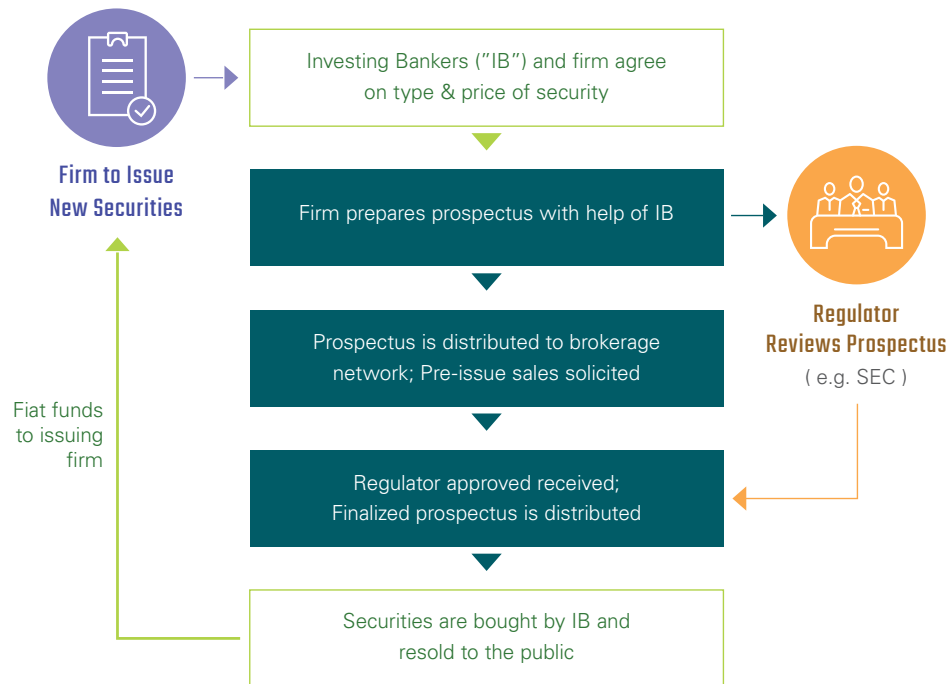 Investing Bankers ("IB") and firm agree
on type & price of security
Firm to Issue
New Securities
Firm prepares prospectus with help of IB
Regulator
Reviews Prospectus
( e.g. SEC )
Prospectus is distributed to brokerage
network; Pre-issue sales solicited
Fiat funds
to issuing
firm
Regulator approved received;
Finalized prospectus is distributed
Securities are bought by IB and
resold to the public